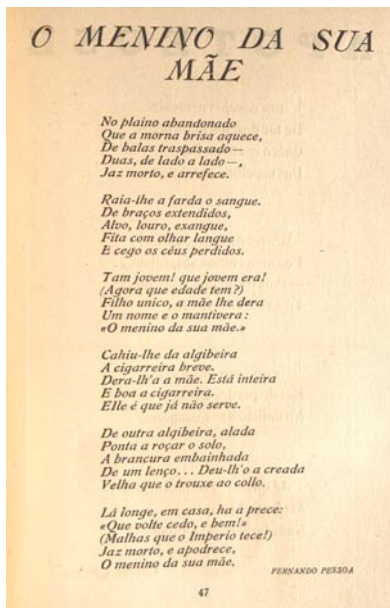 O MENINO DA SUA
MÃE
No plaino abandonado
Que a morna brisa aquece,
De balas traspassado—
Duas, de lado a lado—,
Jaz morto, e arrefece.
Raia-lhe a farda o sangue.
De braços extendidos,
Alvo, louro, exangue,
Fita com olhar langue
E cego os céus perdidos.
Tam jovem! que jovem era!
(Agora que edade tem?)
Filho unico, a mãe lhe dera
Um nome e o mantivera:
«O menino da sua mãe.»
Cahiu-lhe da algibeira
A cigarreira breve.
Dera-lh'a a mãe. Está inteira
E boa a cigarreira.
Elle é que já não serve.
De outra algibeira, alada
Ponta a roçar o solo,
A brancura embainhada
De um lenço... Deu-lh'o a creada
Velha que o trouxe ao collo.
Lá longe, em casa, ha a prece:
«Que volte cedo, e bem!»
(Malhas que o Imperio tece!)
Jaz morto, e apodrece,
O menino da sua mãe.
FERNANDO PESSOA
47